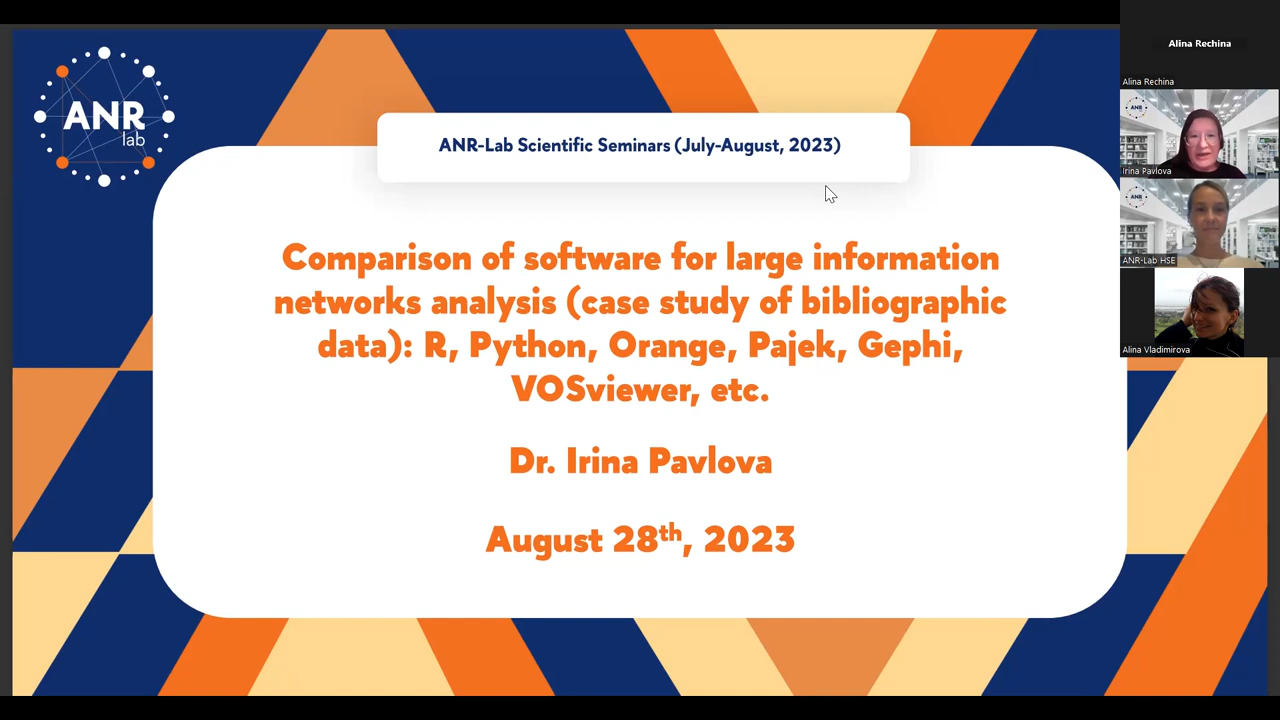 ANR
lab
ANR-Lab Scientific Seminars (July-August, 2023)
Comparison of software for large information
networks analysis (case study of bibliographic
data): R, Python, Orange, Pajek, Gephi,
VOSviewer, etc.
Dr. Irina Pavlova
August 28th, 2023
Alina Rechina
Alina Rechina
ANR
Irina Pavlova
ANR
ANR-Lab HSE
Alina Vladimirova